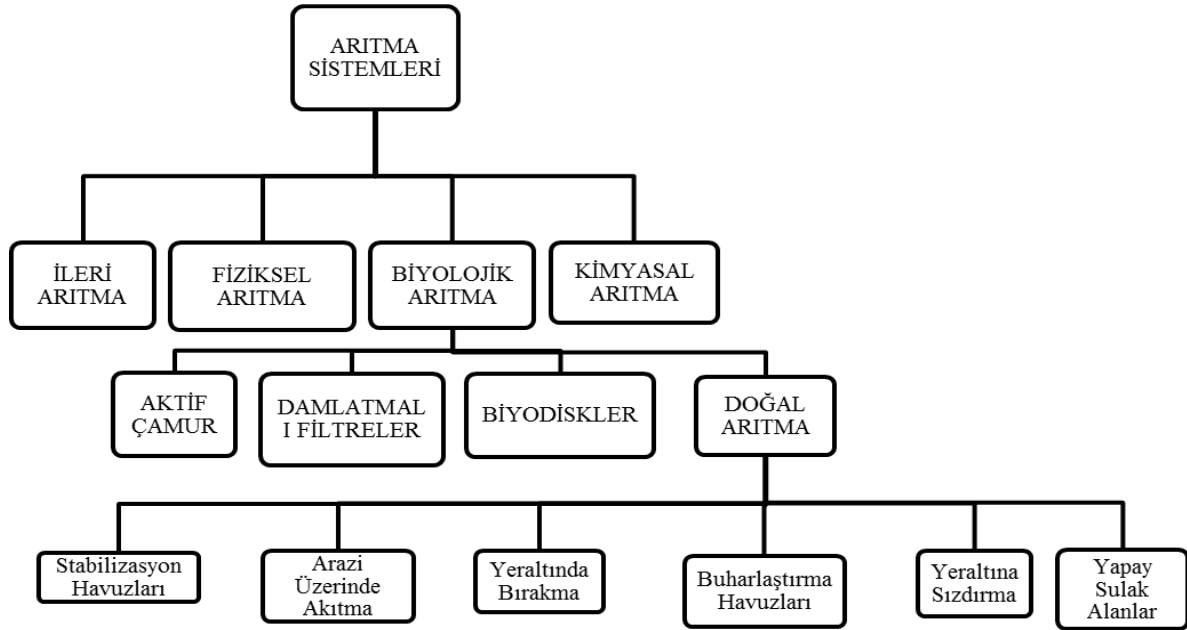 ARITMA
SİSTEMLERİ
İLERİ
ARITMA
FİZİKSEL
ARITMA
BİYOLOJİK
ARITMA
KİMYASAL
ARITMA
AKTİF
ÇAMUR
DAMLATMAL
I FİLTRELER
BİYODİSKLER
DOĞAL
ARITMA
Stabilizasyon
Havuzları
Arazi
Üzerinde
Akıtma
Yeraltında
Bırakma
Buharlaştırma
Havuzları
Yeraltına
Sızdırma
Yapay
Sulak
Alanlar